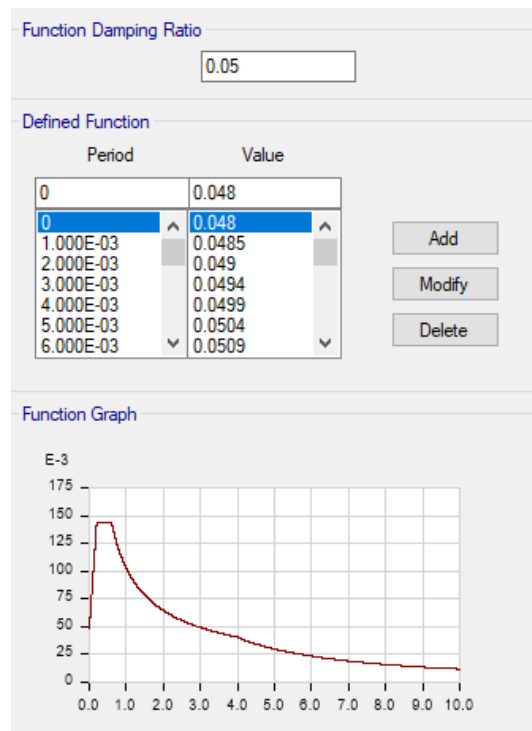 Function Damping Ratio
0.05
Defined Function
Period Value
0 0.048
0 0.048
1.000E-03 0.0485
2.000E-03 0.049
3.000E-03 0.0494
4.000E-03 0.0499
5.000E-03 0.0504
6.000E-03 0.0509
Add
Modify
Delete
Function Graph
E-3
175
150
125
100
75
50
25
0
0.0 1.0 2.0 3.0 4.0 5.0 6.0 7.0 8.0 9.0 10.0